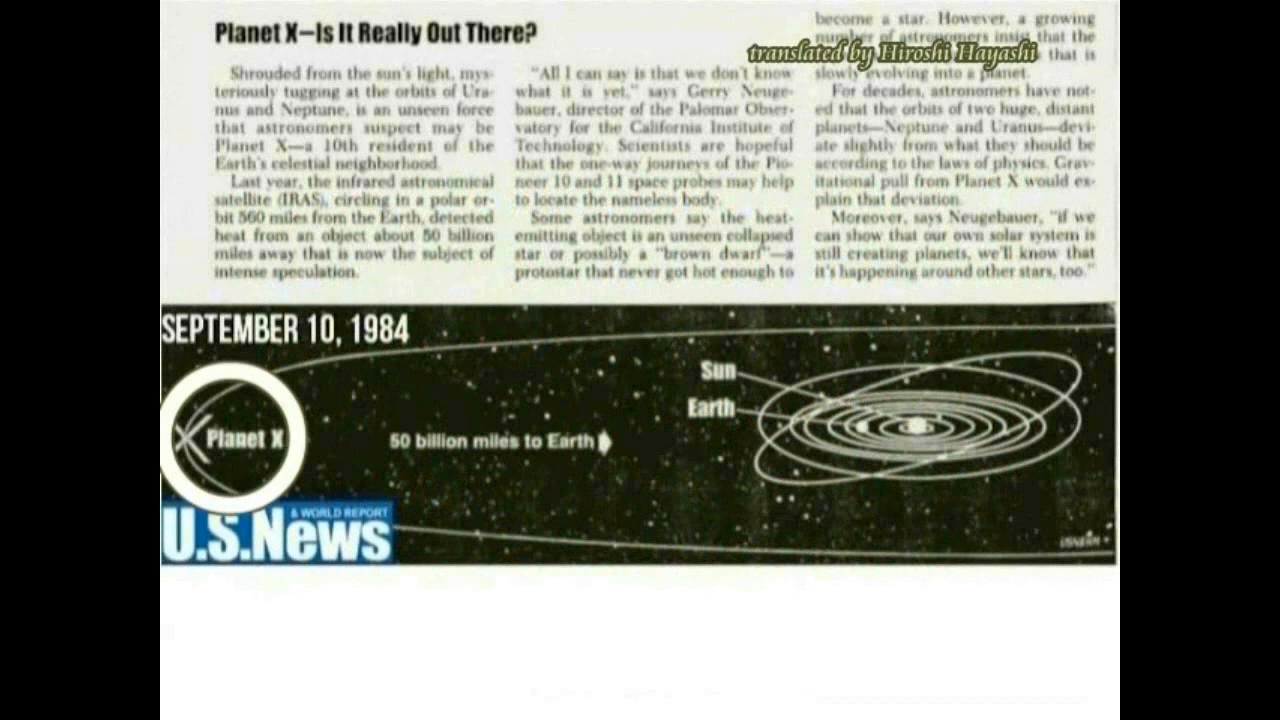 Planet X—Is It Really Out There?
Shrouded from the sun's light, mys-
teriously tugging at the orbits of Ura-
nus and Neptune, is an unseen force
that astronomers suspect may be
Planet X—a 10th resident of the
Earth's celestial neighborhood.
Last year, the infrared astronomical
satellite (IRAS), circling in a polar or-
bit 560 miles from the Earth, detected
heat from an object about 50 billion
miles away that is now the subject of
intense speculation.
"All I can say is that we don't know
what it is yet," says Gerry Neuge-
bauer, director of the Palomar Obser-
vatory for the California Institute of
Technology. Scientists are hopeful
that the one-way journeys of the Pio-
neer 10 and 11 space probes may help
to locate the nameless body.
Some astronomers say the heat-
emitting object is an unseen collapsed
star or possibly a "brown dwarf"—a
protostar that never got hot enough to
become a star. However, a growing
number of astronomers insist that the
that is
slowly evolving into a planet.
For decades, astronomers have not-
ed that the orbits of two huge, distant
planets—Neptune and Uranus—devi-
ate slightly from what they should be
according to the laws of physics. Grav-
itational pull from Planet X would ex-
plain that deviation.
Moreover, says Neugebauer, "if we
can show that our own solar system is
still creating planets, we'll know that
it's happening around other stars, too."
translated by Hiroshi Hayashi
SEPTEMBER 10, 1984
Sun
Earth
Planet X
50 billion miles to Earth
& WORLD REPORT
U.S.News